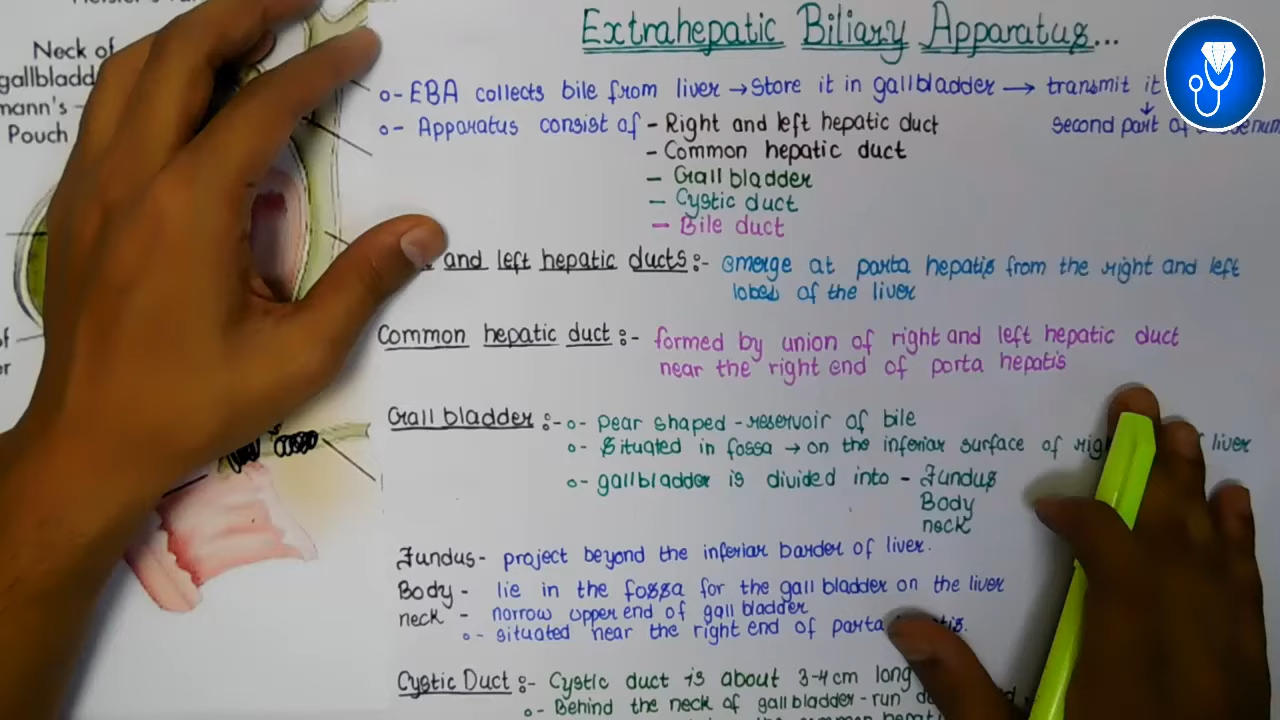 Neck of
gallbladd
mann's
Pouch
Extrahepatic Biliary Apparatus...
o- EBA collects bile from liver → Store it in gallbladder → transmit it
↓
second part of
o- Apparatus consist of - Right and left hepatic duct
- Common hepatic duct
- Gall bladder
- Cystic duct
- Bile duct
and left hepatic ducts :- emerge at porta hepatis from the right and left
lobes of the liver
Common hepatic duct :- formed by union of right and left hepatic duct
near the right end of porta hepatis
Gall bladder :- o- pear shaped - reservoir of bile
o- Situated in fossa → on the inferior surface of liver
o- gallbladder is divided into - Fundus
Body
neck
Fundus - project beyond the inferior border of liver.
Body - lie in the fossa for the gall bladder on the liver
neck - narrow upper end of gall bladder
o- situated near the right end of porta
Cystic Duct :- Cystic duct is about 3-4 cm long
o- Behind the neck of gallbladder - run